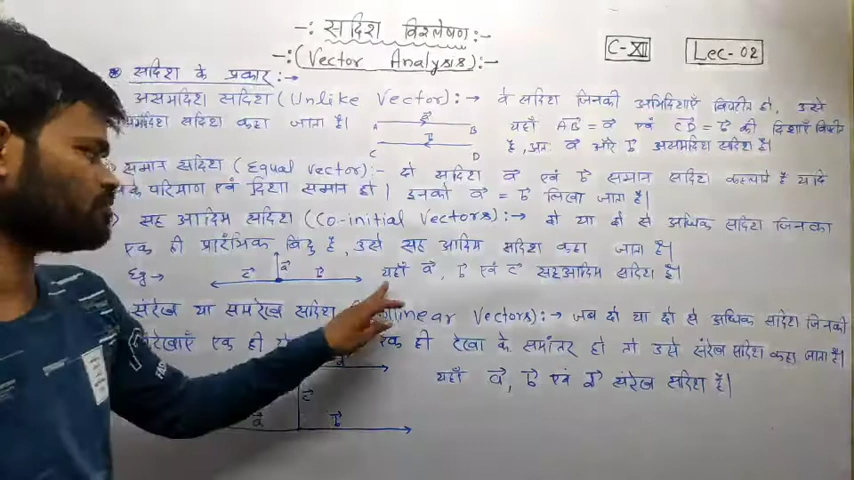 -: सदिश विश्लेषण :-
-: (Vector Analysis) :-
C-XII
Lec-02
सदिश के प्रकार :→
असमदिश सदिश (Unlike Vector) :→ वे सदिश जिनकी अभिदिशाएँ विपरीत हो, उसे
सदिश कहा जाता है।
A B
C D
यहाँ AB⃗ = a⃗ एवं CD⃗ = b⃗ की दिशाएँ विपरीत
है, अतः a⃗ और b⃗ असमदिश सदिश है।
समान सदिश (Equal vector) :- दो सदिश a⃗ एवं b⃗ समान सदिश कहलाते है यदि
परिमाण एवं दिशा समान हो। इनको a⃗ = b⃗ लिखा जाता है।
सह आदिम सदिश (Co-initial Vectors) :→ दो या दो से अधिक सदिश जिनका
एक ही प्रारंभिक बिंदु है, उसे सह आदिम सदिश कहा जाता है।
c⃗ a⃗ b⃗ यहाँ a⃗, b⃗ एवं c⃗ सहआदिम सदिश है।
संरेख या समरेख सदिश linear Vectors) :→ जब दो या दो से अधिक सदिश जिनकी
एक ही एक ही रेखा के समांतर हो तो उसे संरेख सदिश कहा जाता है।
यहाँ a⃗, b⃗ एवं d⃗ संरेख सदिश है।
c⃗
a⃗ b⃗